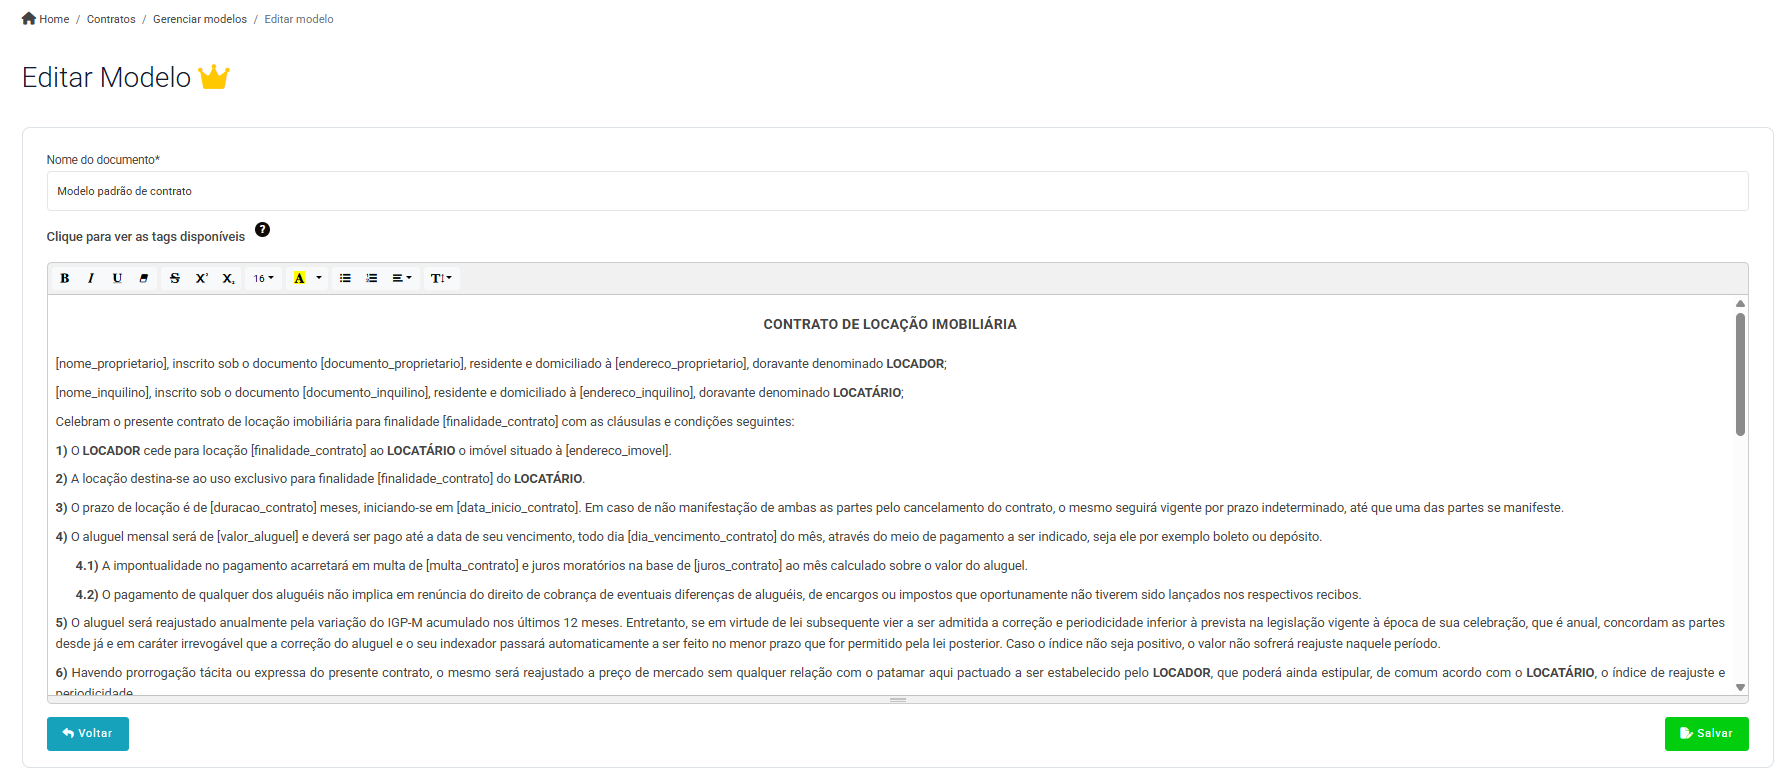 Home / Contratos / Gerenciar modelos / Editar modelo
Editar Modelo
Nome do documento*
Modelo padrão de contrato
Clique para ver as tags disponíveis ?
B I U S X² X₂ 16 A T
CONTRATO DE LOCAÇÃO IMOBILIÁRIA
[nome_proprietario], inscrito sob o documento [documento_proprietario], residente e domiciliado à [endereco_proprietario], doravante denominado LOCADOR;
[nome_inquilino], inscrito sob o documento [documento_inquilino], residente e domiciliado à [endereco_inquilino], doravante denominado LOCATÁRIO;
Celebram o presente contrato de locação imobiliária para finalidade [finalidade_contrato] com as cláusulas e condições seguintes:
1) O LOCADOR cede para locação [finalidade_contrato] ao LOCATÁRIO o imóvel situado à [endereco_imovel].
2) A locação destina-se ao uso exclusivo para finalidade [finalidade_contrato] do LOCATÁRIO.
3) O prazo de locação é de [duracao_contrato] meses, iniciando-se em [data_inicio_contrato]. Em caso de não manifestação de ambas as partes pelo cancelamento do contrato, o mesmo seguirá vigente por prazo indeterminado, até que uma das partes se manifeste.
4) O aluguel mensal será de [valor_aluguel] e deverá ser pago até a data de seu vencimento, todo dia [dia_vencimento_contrato] do mês, através do meio de pagamento a ser indicado, seja ele por exemplo boleto ou depósito.
4.1) A impontualidade no pagamento acarretará em multa de [multa_contrato] e juros moratórios na base de [juros_contrato] ao mês calculado sobre o valor do aluguel.
4.2) O pagamento de qualquer dos aluguéis não implica em renúncia do direito de cobrança de eventuais diferenças de aluguéis, de encargos ou impostos que oportunamente não tiverem sido lançados nos respectivos recibos.
5) O aluguel será reajustado anualmente pela variação do IGP-M acumulado nos últimos 12 meses. Entretanto, se em virtude de lei subsequente vier a ser admitida a correção e periodicidade inferior à prevista na legislação vigente à época de sua celebração, que é anual, concordam as partes
desde já e em caráter irrevogável que a correção do aluguel e o seu indexador passará automaticamente a ser feito no menor prazo que for permitido pela lei posterior. Caso o índice não seja positivo, o valor não sofrerá reajuste naquele período.
6) Havendo prorrogação tácita ou expressa do presente contrato, o mesmo será reajustado a preço de mercado sem qualquer relação com o patamar aqui pactuado a ser estabelecido pelo LOCADOR, que poderá ainda estipular, de comum acordo com o LOCATÁRIO, o índice de reajuste e
periodicidade.
Voltar
Salvar